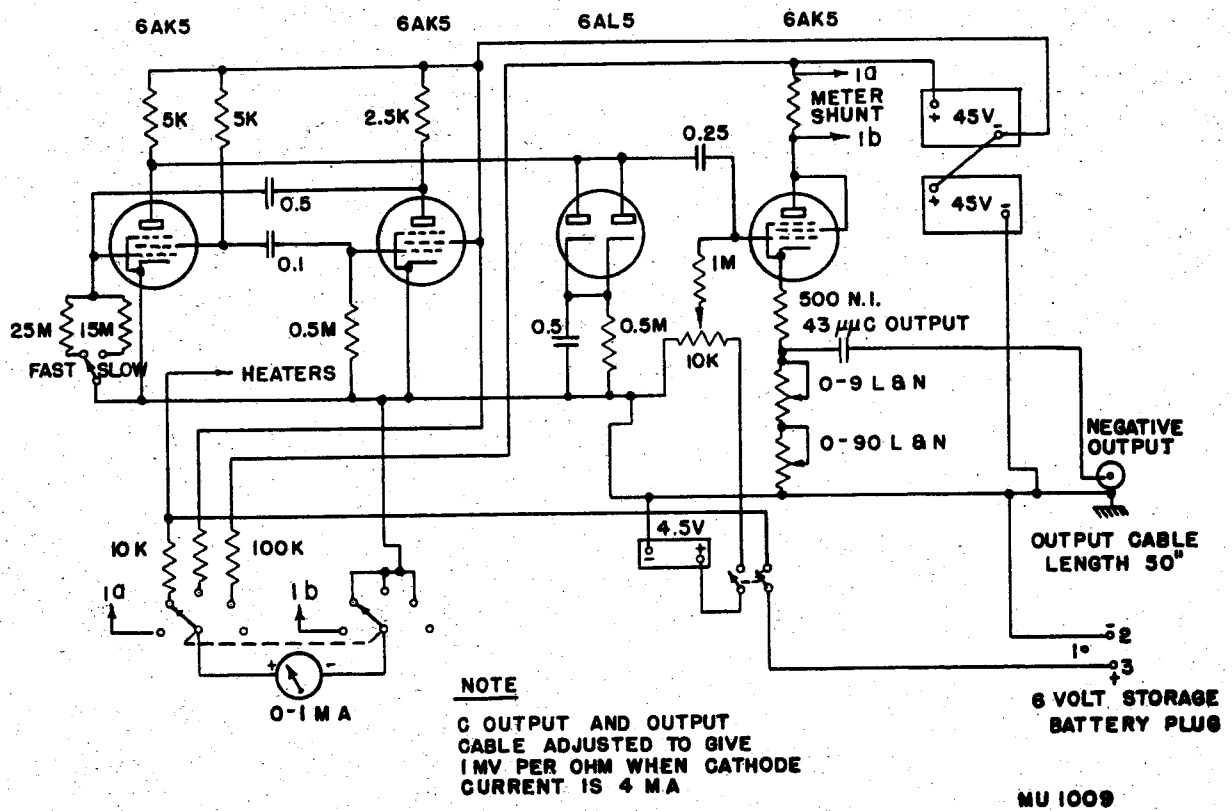 6AK5
6AK5
6AL5
6AK5
5K
5K
2.5K
0.25
1a
METER
SHUNT
1b
+ 45V -
+ 45V -
0.5
0.1
1M
25M
15M
FAST
SLOW
0.5M
0.5
0.5M
10K
500 N.I.
43 μμC OUTPUT
0-9 L & N
0-90 L & N
HEATERS
NEGATIVE
OUTPUT
OUTPUT CABLE
LENGTH 50"
4.5V
- +
10K
100K
1a
1b
+ -
0-1 MA
- 2
1
3
+
6 VOLT STORAGE
BATTERY PLUG
NOTE
C OUTPUT AND OUTPUT
CABLE ADJUSTED TO GIVE
1 MV PER OHM WHEN CATHODE
CURRENT IS 4 MA
MU 1009